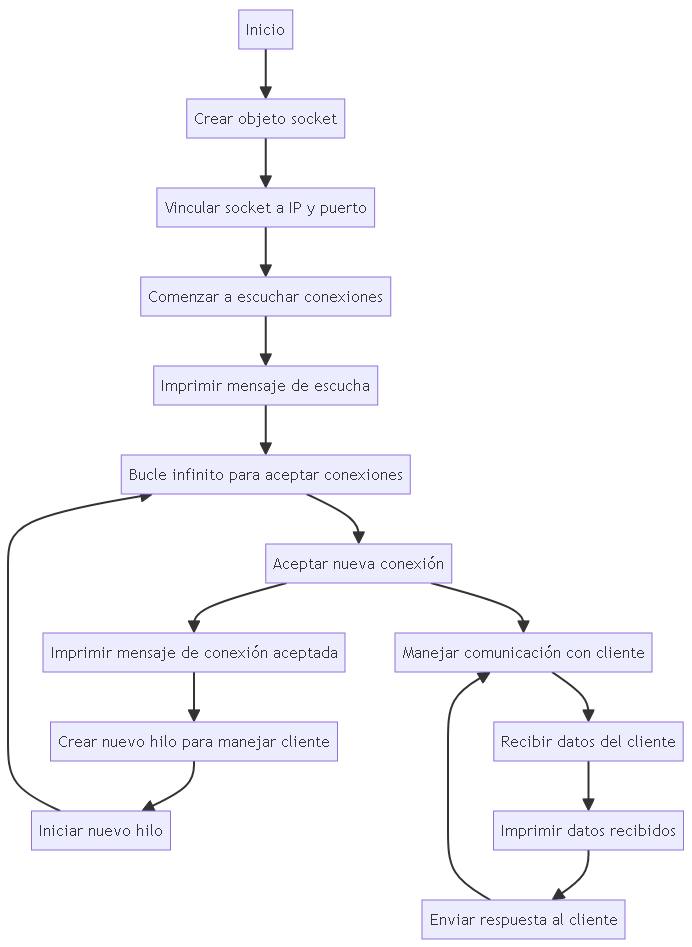 Inicio
Crear objeto socket
Vincular socket a IP y puerto
Comenzar a escuchar conexiones
Imprimir mensaje de escucha
Bucle infinito para aceptar conexiones
Aceptar nueva conexión
Imprimir mensaje de conexión aceptada
Manejar comunicación con cliente
Crear nuevo hilo para manejar cliente
Recibir datos del cliente
Iniciar nuevo hilo
Imprimir datos recibidos
Enviar respuesta al cliente